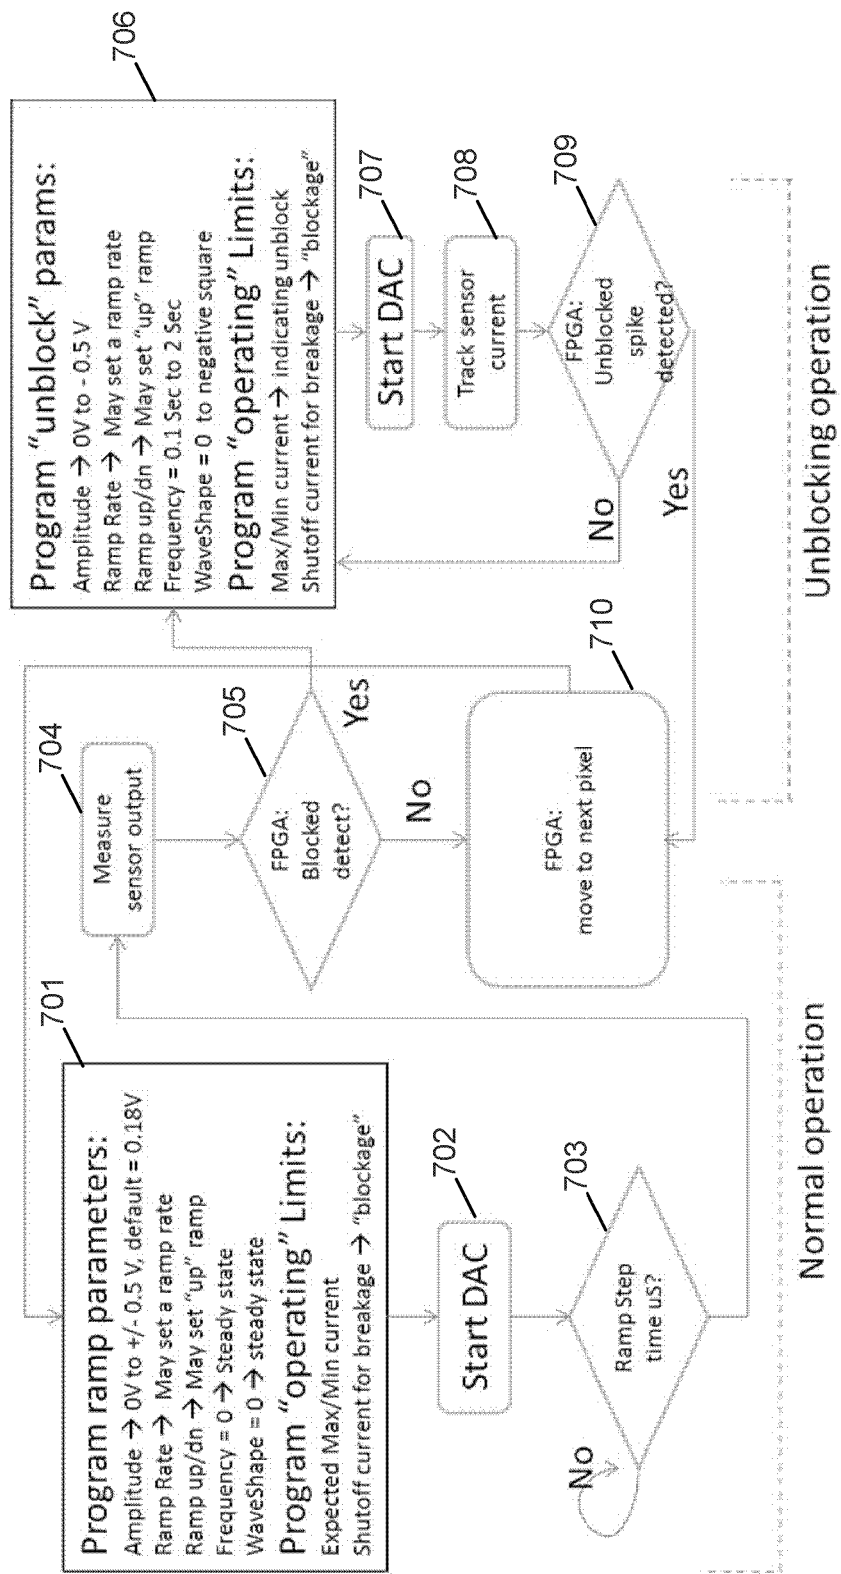 701
Program ramp parameters:
Amplitude → 0V to +/- 0.5 V, default = 0.18V
Ramp Rate → May set a ramp rate
Ramp up/dn → May set “up” ramp
Frequency = 0 → Steady state
WaveShape = 0 → steady state
Program “operating” Limits:
Expected Max/Min current
Shutoff current for breakage → “blockage”
702
Start DAC
703
Ramp Step
time uS?
No
704
Measure
sensor output
705
FPGA:
Blocked
detect?
Yes
No
710
FPGA:
move to next pixel
706
Program “unblock” params:
Amplitude → 0V to - 0.5 V
Ramp Rate → May set a ramp rate
Ramp up/dn → May set “up” ramp
Frequency = 0.1 Sec to 2 Sec
WaveShape = 0 to negative square
Program “operating” Limits:
Max/Min current → indicating unblock
Shutoff current for breakage → “blockage”
707
Start DAC
708
Track sensor
current
709
FPGA:
Unblocked
spike
detected?
No
Yes
Normal operation
Unblocking operation